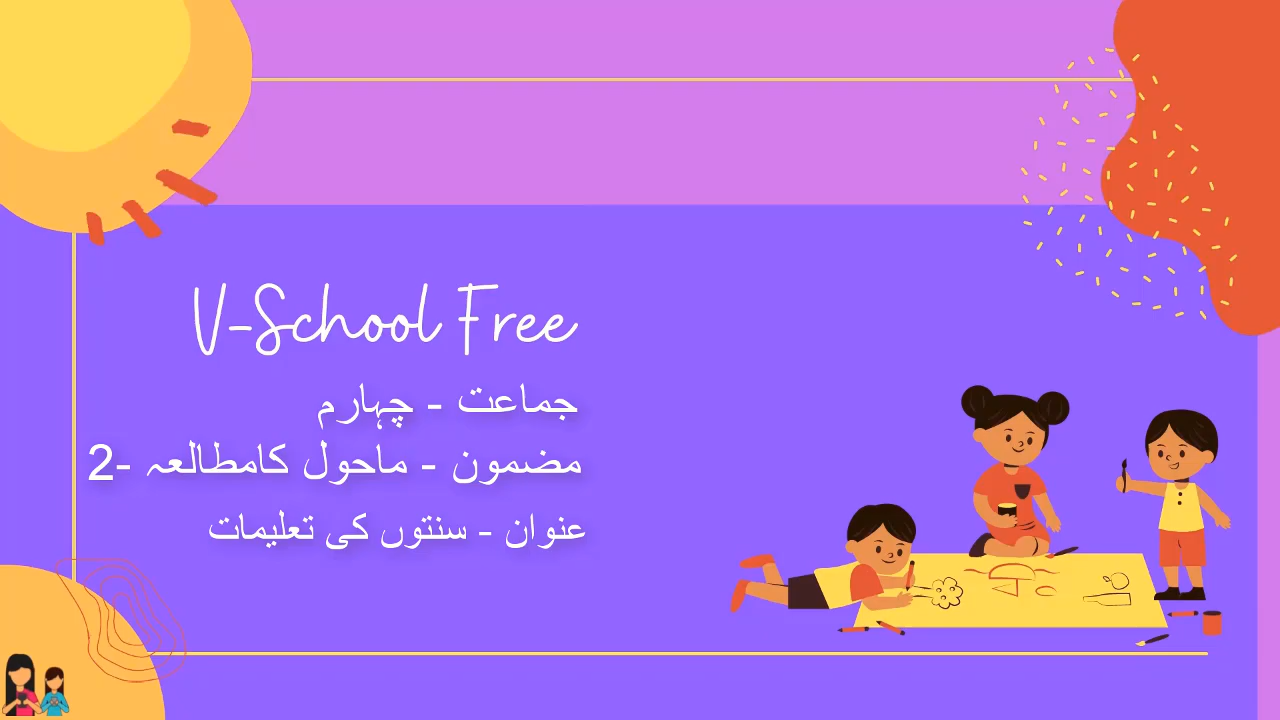 V-School Free
جماعت - چہارم
مضمون - ماحول کامطالعہ -2
عنوان - سنتوں کی تعلیمات